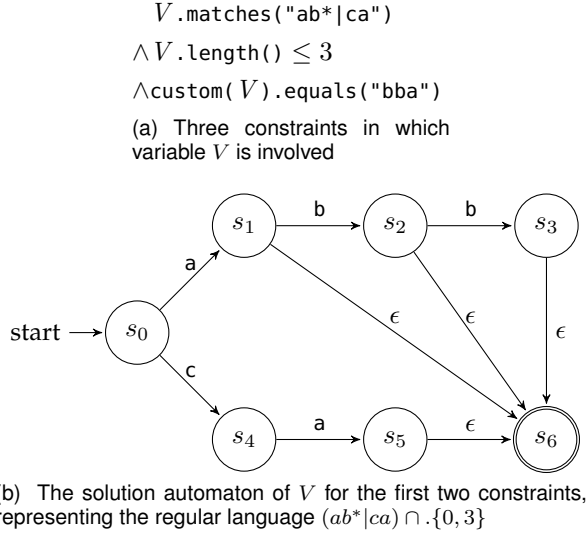 V.matches("ab*|ca")
∧ V.length() ≤ 3
∧custom(V).equals("bba")
(a) Three constraints in which
variable V is involved
b b
s₁ s₂ s₃
a
ϵ ϵ ϵ
start s₀
c
a ϵ
s₄ s₅ s₆
b) The solution automaton of V for the first two constraints,
representing the regular language (ab*|ca) ∩ .{0, 3}